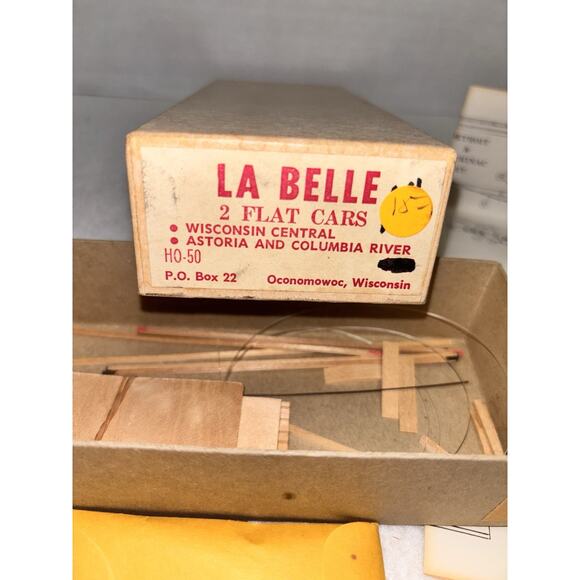 LA BELLE
2 FLAT CARS
• WISCONSIN CENTRAL
• ASTORIA AND COLUMBIA RIVER
HO-50
P.O. Box 22 Oconomowoc, Wisconsin